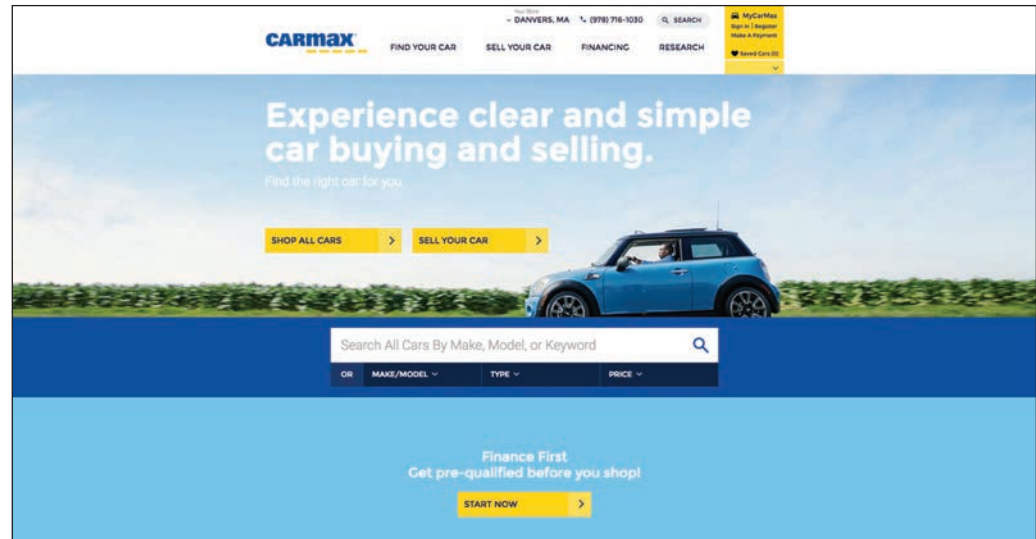 Your Store
DANVERS, MA (978) 716-1030 SEARCH
MyCarMax
Sign In | Register
Make A Payment
Saved Cars (0)
CARMAX
FIND YOUR CAR SELL YOUR CAR FINANCING RESEARCH
Experience clear and simple
car buying and selling.
Find the right car for you
SHOP ALL CARS SELL YOUR CAR
Search All Cars By Make, Model, or Keyword
OR MAKE/MODEL TYPE PRICE
Finance First
Get pre-qualified before you shop!
START NOW